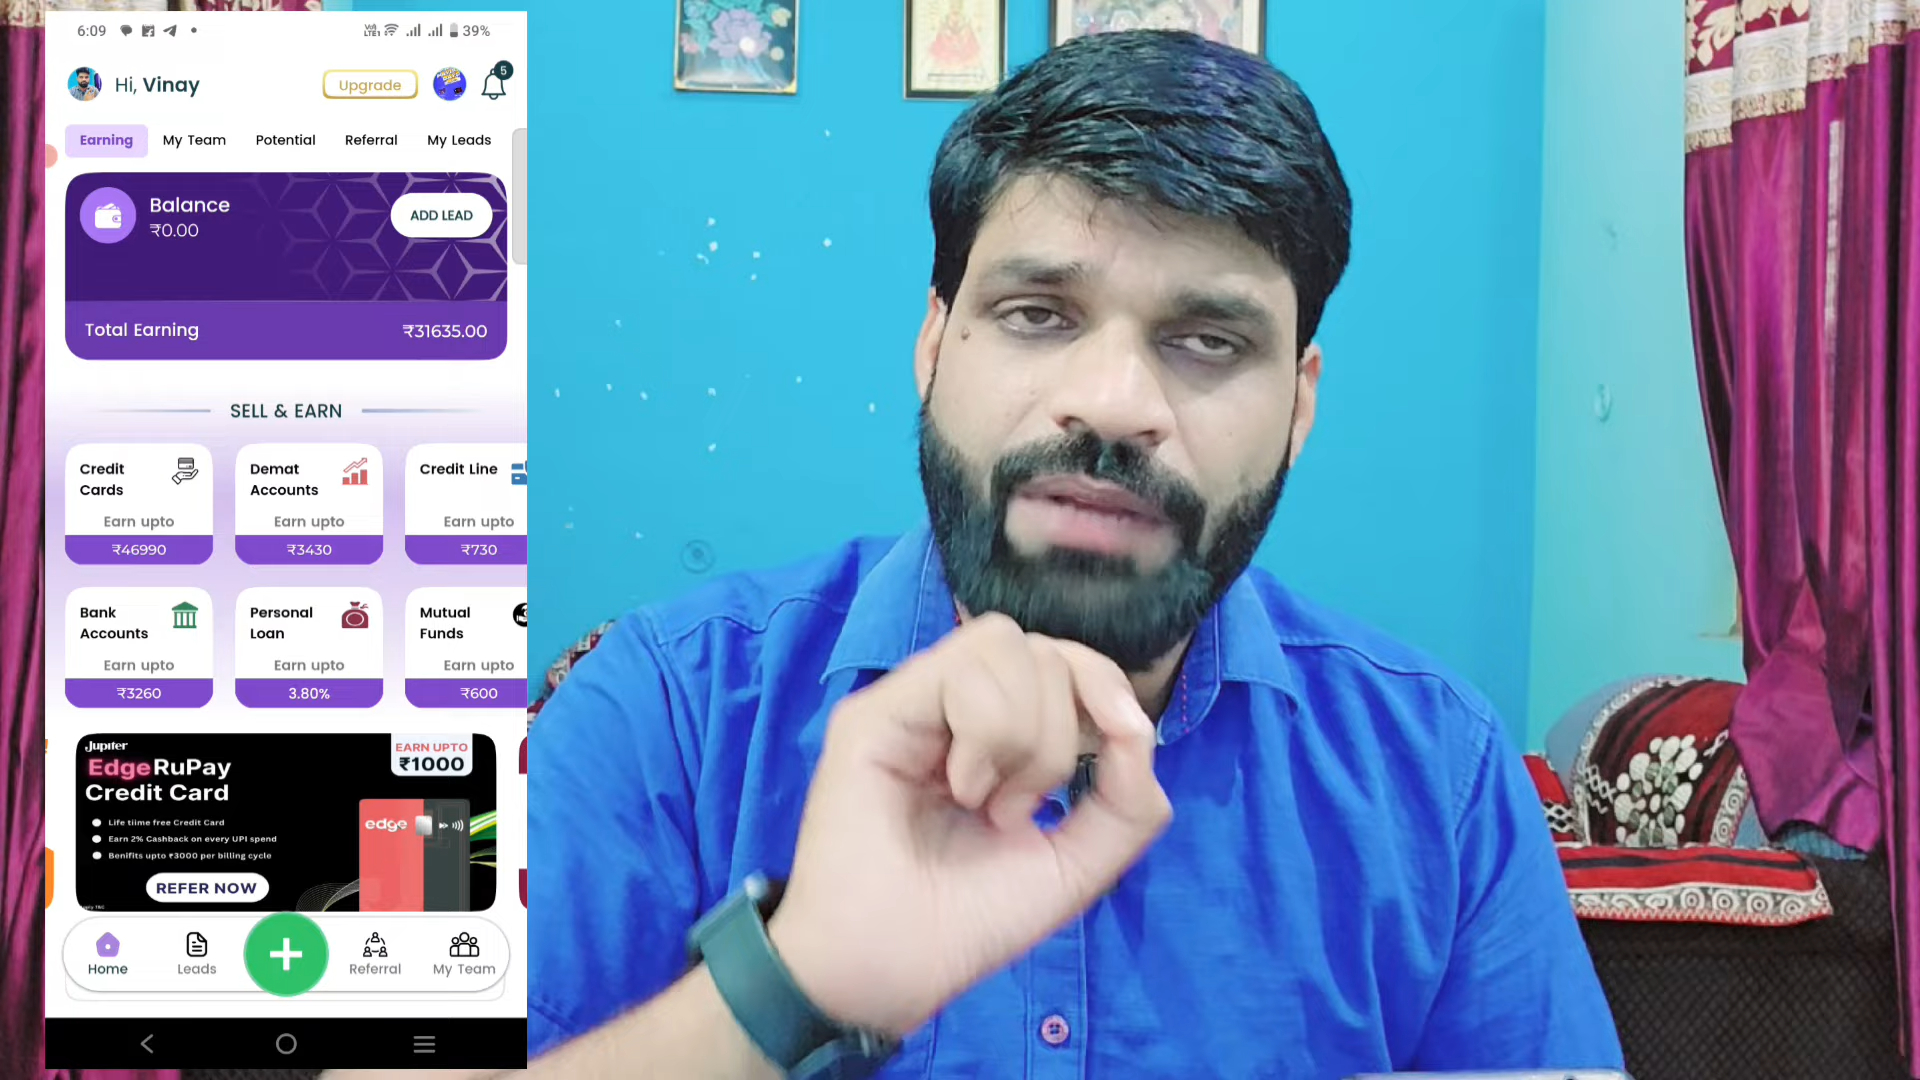 6:09
VoI) LTE1
39%
Hi, Vinay
Upgrade
5
Earning My Team Potential Referral My Leads
Balance
₹0.00
ADD LEAD
Total Earning ₹31635.00
SELL & EARN
Credit Cards
Earn upto
₹46990
Demat Accounts
Earn upto
₹3430
Credit Line
Earn upto
₹730
Bank Accounts
Earn upto
₹3260
Personal Loan
Earn upto
3.80%
Mutual Funds
Earn upto
₹600
Jupiter
Edge RuPay
Credit Card
EARN UPTO
₹1000
Life tiime free Credit Card
Earn 2% Cashback on every UPI spend
Benifits upto ₹3000 per billing cycle
REFER NOW
edge
Home Leads Referral My Team